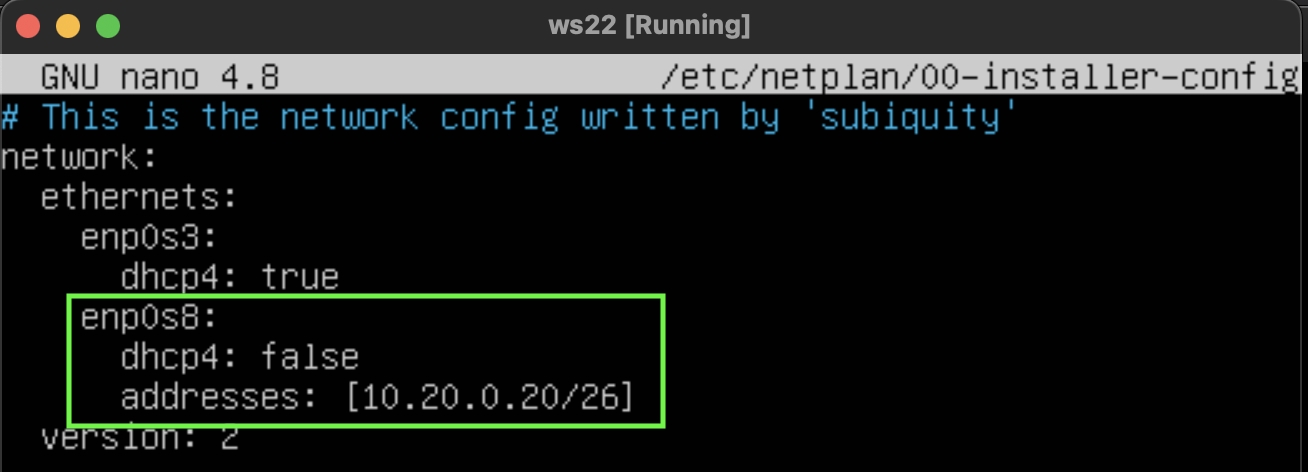 ws22 [Running]
GNU nano 4.8 /etc/netplan/00-installer-config
# This is the network config written by 'subiquity'
network:
  ethernets:
    enp0s3:
      dhcp4: true
    enp0s8:
      dhcp4: false
      addresses: [10.20.0.20/26]
  version: 2